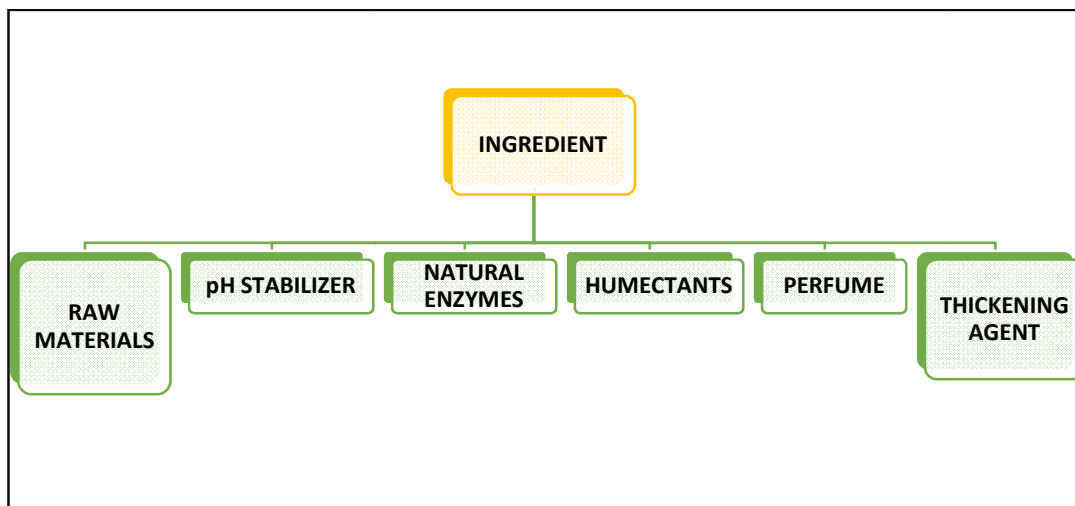 INGREDIENT
RAW
MATERIALS
pH STABILIZER
NATURAL
ENZYMES
HUMECTANTS
PERFUME
THICKENING
AGENT